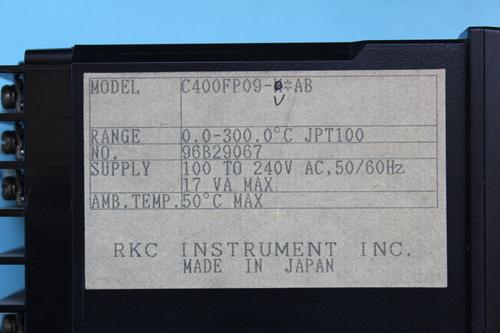 MODEL C400FP09-*AB
V
RANGE 0.0-300.0°C JPT100
NO. 96B29067
SUPPLY 100 TO 240V AC,50/60Hz
17 VA MAX
AMB.TEMP. 50°C MAX
RKC INSTRUMENT INC.
MADE IN JAPAN